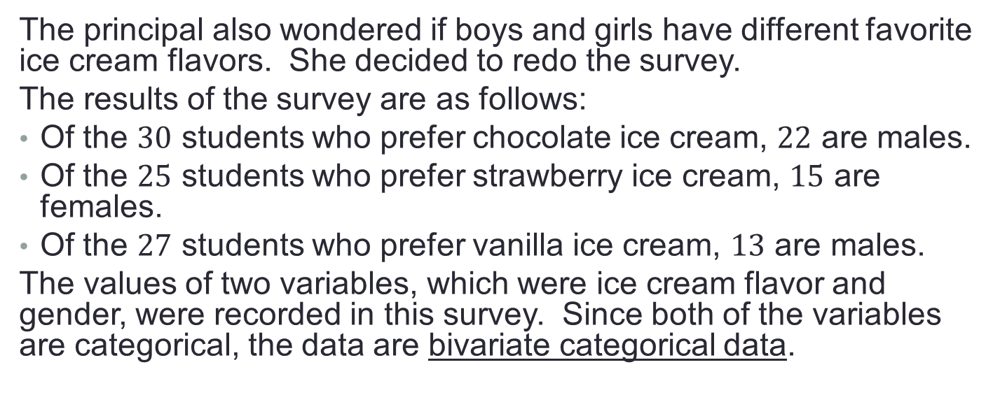 The principal also wondered if boys and girls have different favorite
ice cream flavors.  She decided to redo the survey.
The results of the survey are as follows:
• Of the 30 students who prefer chocolate ice cream, 22 are males.
• Of the 25 students who prefer strawberry ice cream, 15 are
females.
• Of the 27 students who prefer vanilla ice cream, 13 are males.
The values of two variables, which were ice cream flavor and
gender, were recorded in this survey.  Since both of the variables
are categorical, the data are bivariate categorical data.